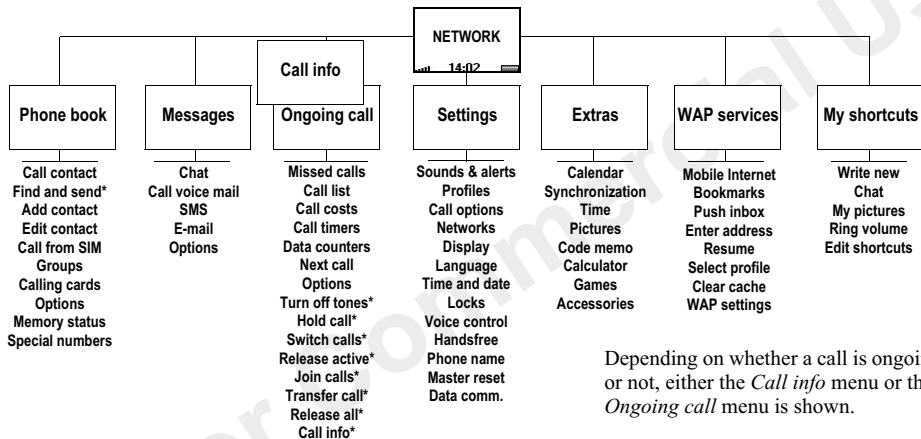 NETWORK
14:02
Call info
Phone book
Messages
Ongoing call
Settings
Extras
WAP services
My shortcuts
Call contact
Find and send*
Add contact
Edit contact
Call from SIM
Groups
Calling cards
Options
Memory status
Special numbers
Chat
Call voice mail
SMS
E-mail
Options
Missed calls
Call list
Call costs
Call timers
Data counters
Next call
Options
Turn off tones*
Hold call*
Switch calls*
Release active*
Join calls*
Transfer call*
Release all*
Call info*
Sounds & alerts
Profiles
Call options
Networks
Display
Language
Time and date
Locks
Voice control
Handsfree
Phone name
Master reset
Data comm.
Calendar
Synchronization
Time
Pictures
Code memo
Calculator
Games
Accessories
Mobile Internet
Bookmarks
Push inbox
Enter address
Resume
Select profile
Clear cache
WAP settings
Write new
Chat
My pictures
Ring volume
Edit shortcuts
Depending on whether a call is ongoi
or not, either the Call info menu or th
Ongoing call menu is shown.
er Commercial U